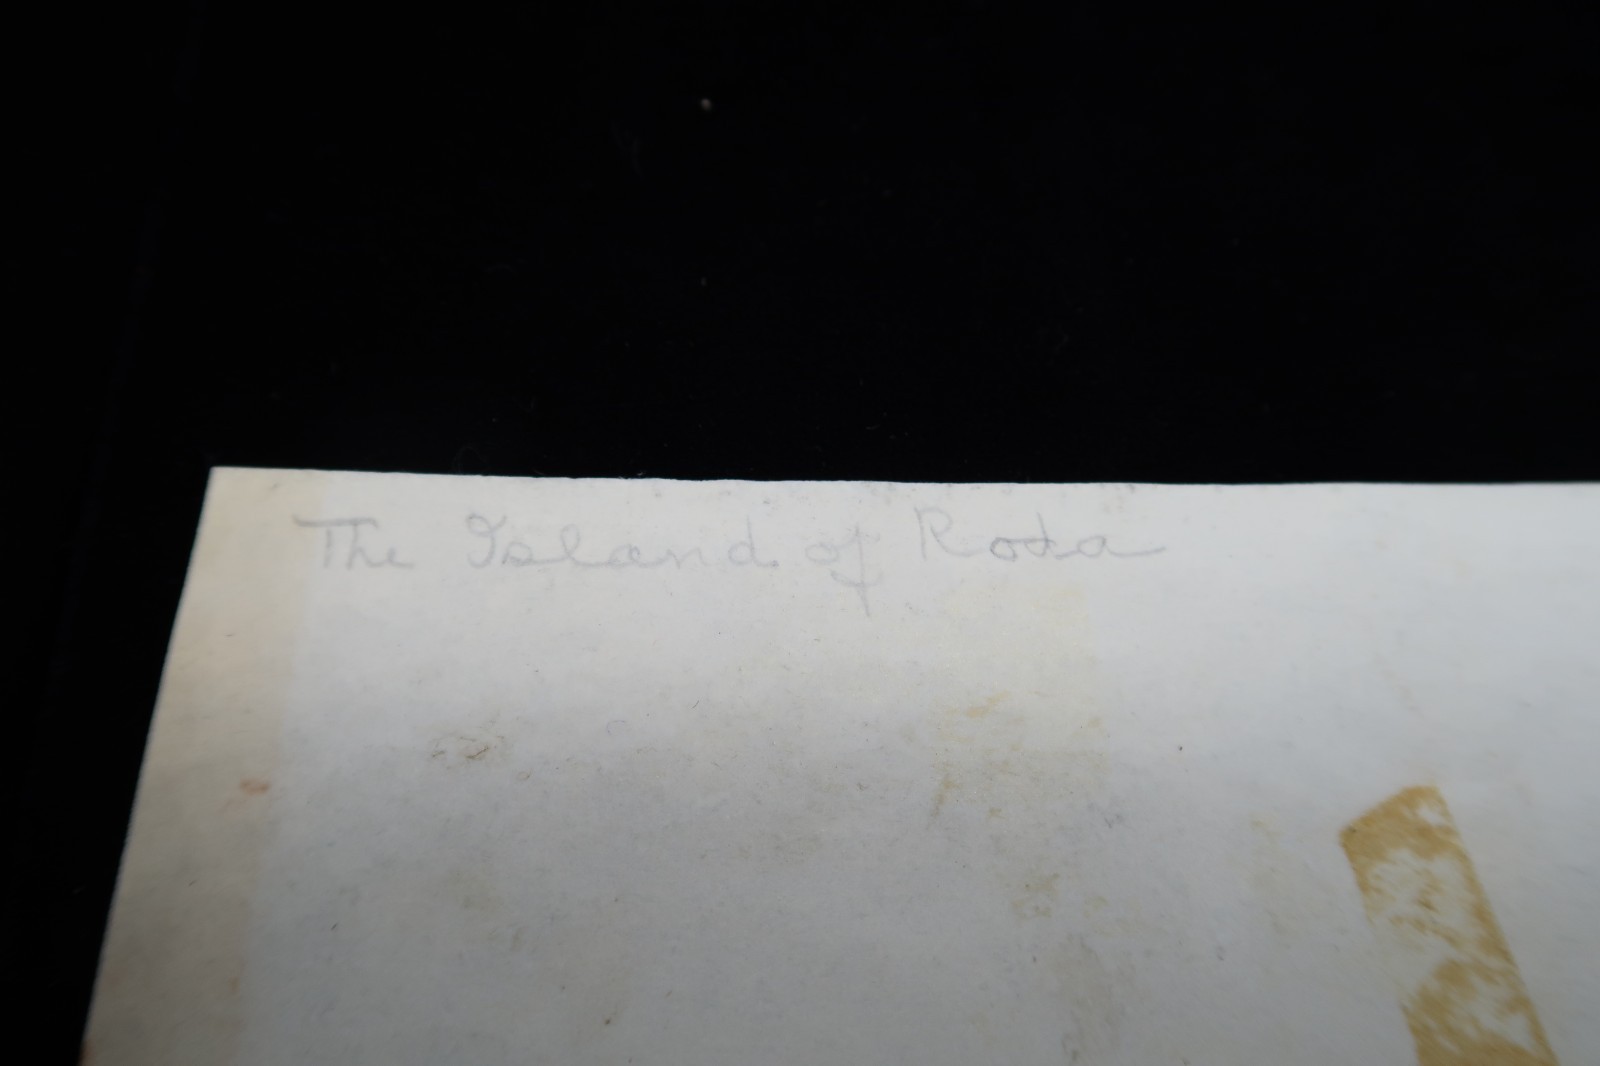 The Island of Rota